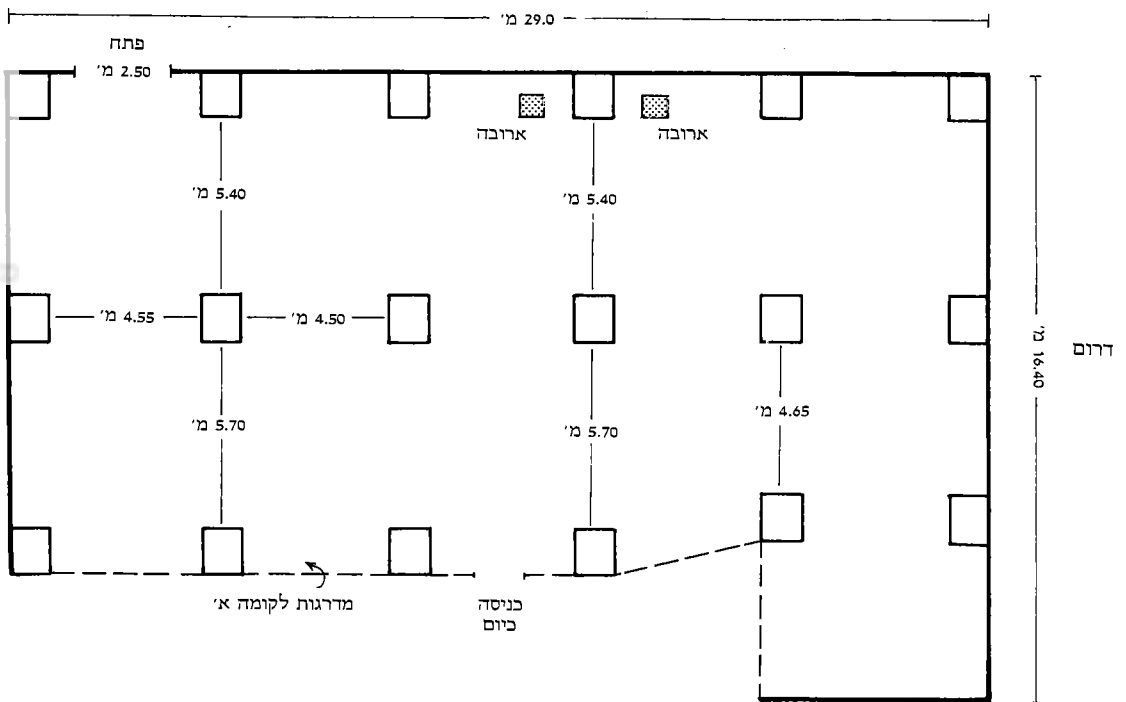 29.0 מ'
פתח
2.50 מ'
ארובה
ארובה
5.40 מ'
5.40 מ'
4.55 מ'
4.50 מ'
16.40 מ'
דרום
5.70 מ'
5.70 מ'
4.65 מ'
מדרגות לקומה א'
כניסה
כיום